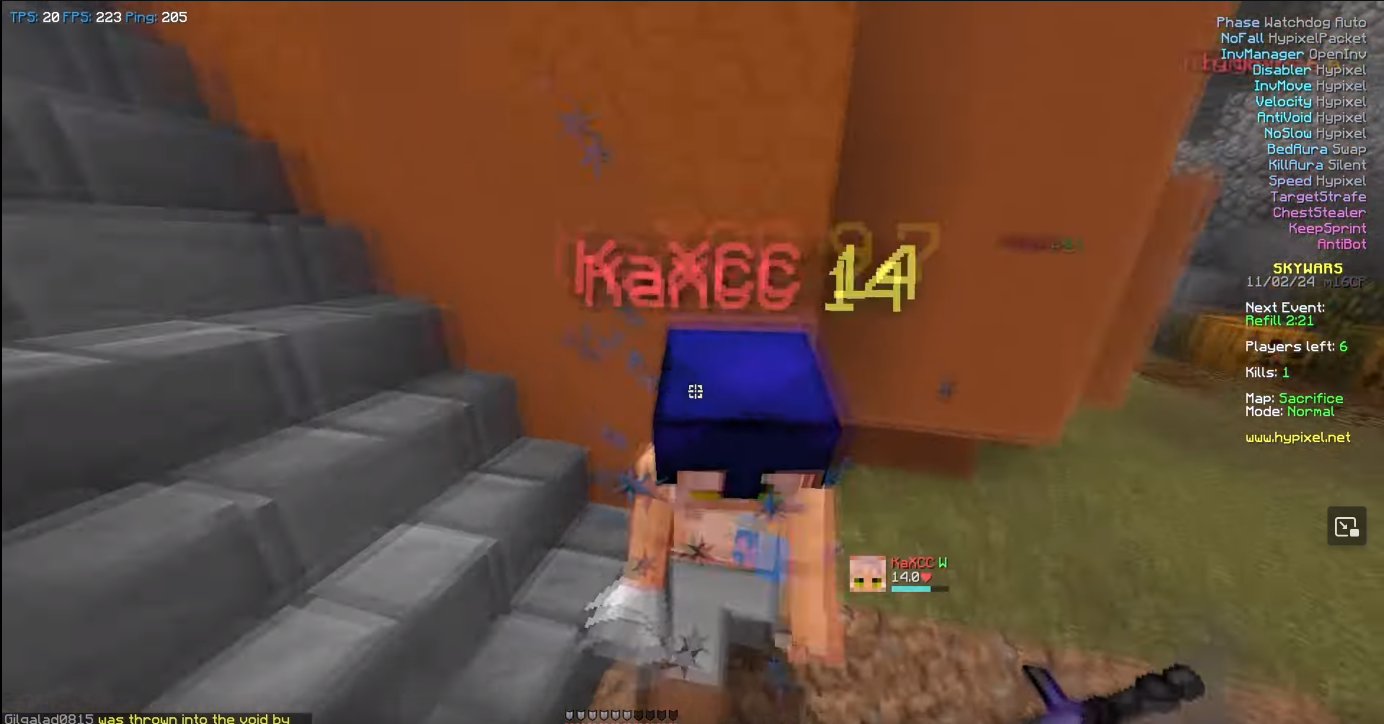 TPS: 20 FPS: 223 Ping: 205
Phase Watchdog Auto
NoFall HypixelPacket
InvManager OpenInv
Disabler Hypixel
InvMove Hypixel
Velocity Hypixel
AntiVoid Hypixel
NoSlow Hypixel
BedAura Swap
KillAura Silent
Speed Hypixel
TargetStrafe
ChestStealer
KeepSprint
AntiBot
SKYWARS
11/02/24 m16CF
Next Event:
Refill 2:21
Players left: 6
Kills: 1
Map: Sacrifice
Mode: Normal
www.hypixel.net
KaXCC 14
KaXCC W
14.0❤
Gilgalad0815 was thrown into the void by